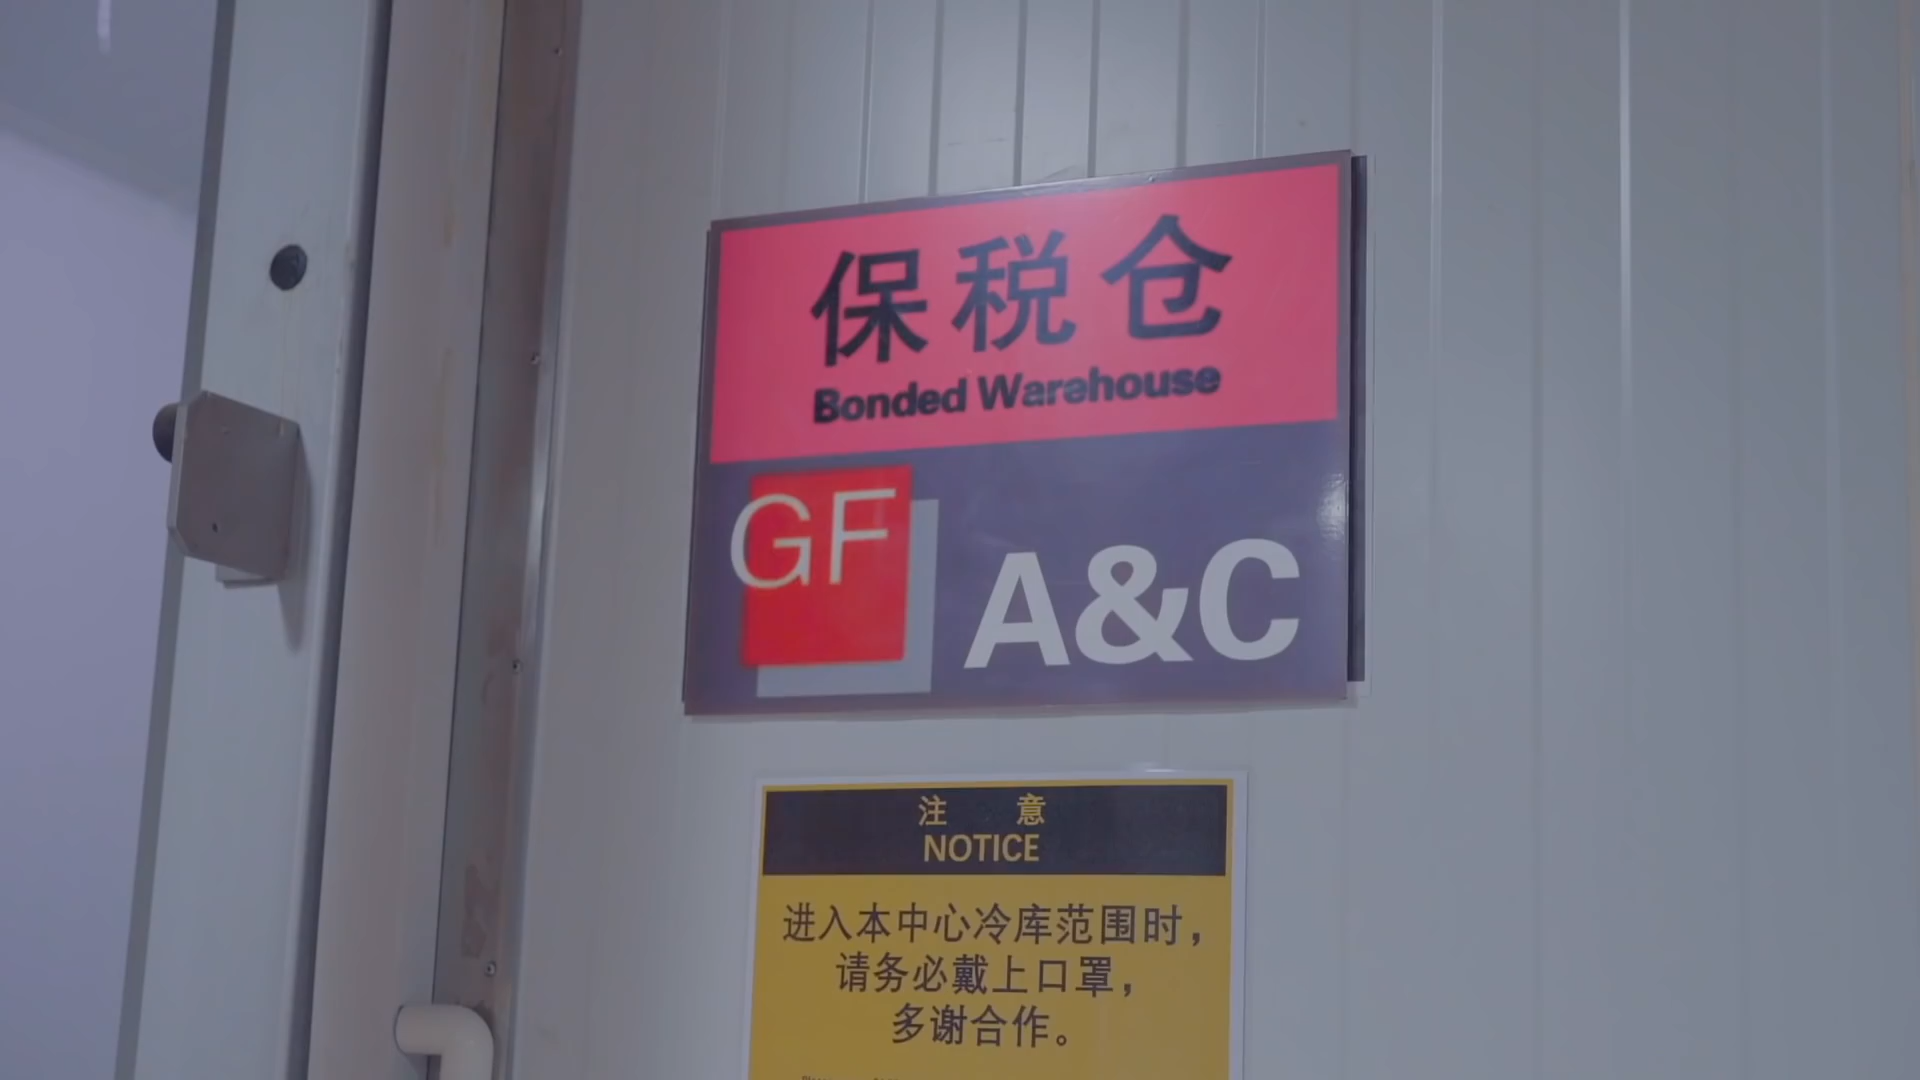 保税仓
Bonded Warehouse
GF
A&C
注 意
NOTICE
进入本中心冷库范围时，
请务必戴上口罩，
多谢合作。